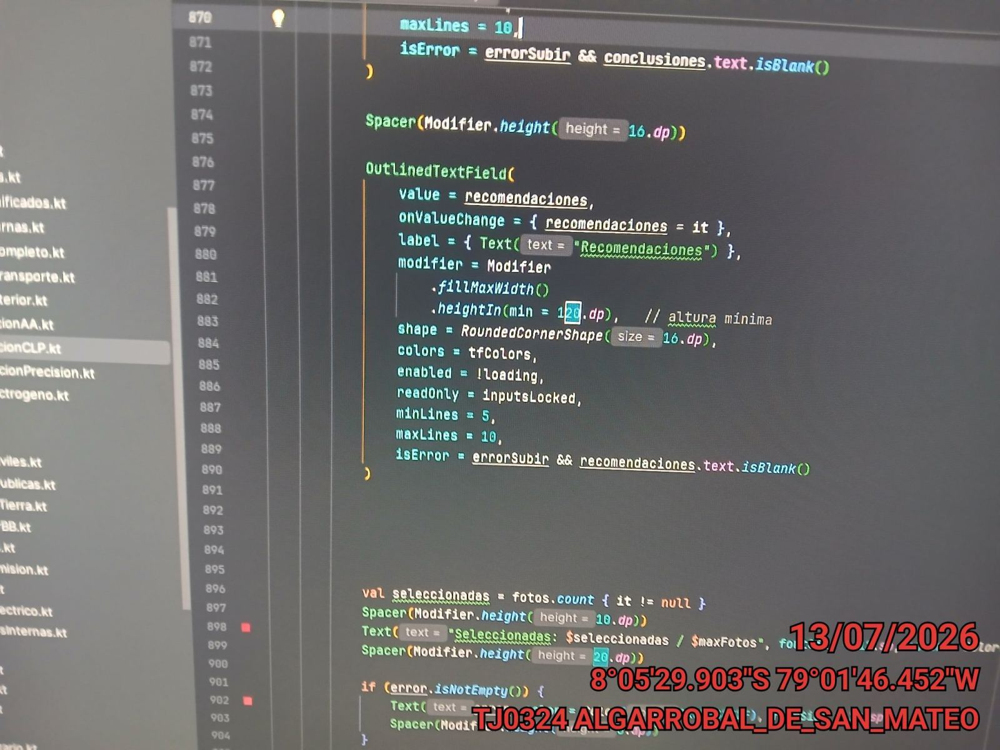 870
maxLines = 10,
871
isError = errorSubir && conclusiones.text.isBlank()
872
)
873
874
Spacer(Modifier.height( height = 16.dp))
875
876
OutlinedTextField(
877
value = recomendaciones,
878
onValueChange = { recomendaciones = it },
879
label = { Text( text = "Recomendaciones") },
880
modifier = Modifier
881
.fillMaxWidth()
882
.heightIn(min = 120.dp), // altura mínima
883
shape = RoundedCornerShape( size = 16.dp),
884
colors = tfColors,
885
enabled = !loading,
886
readOnly = inputsLocked,
887
minLines = 5,
888
maxLines = 10,
889
isError = errorSubir && recomendaciones.text.isBlank()
890
)
891
892
893
894
895
896
val seleccionadas = fotos.count { it != null }
897
Spacer(Modifier.height( height = 10.dp))
898
Text( text = "Seleccionadas: $seleccionadas / $maxFotos",
899
Spacer(Modifier.height( height = 20.dp))
900
901
if (error.isNotEmpty()) {
902
Text( text =
903
Spacer(
904
}
s.kt
ificados.kt
rnas.kt
ompleto.kt
ransporte.kt
terior.kt
cionAA.kt
cionCLP.kt
cionPrecision.kt
ctrogeno.kt
viles.kt
ublicas.kt
Tierra.kt
BB.kt
.kt
mision.kt
ectrico.kt
sInternas.kt
13/07/2026
8°05'29.903"S 79°01'46.452"W
TJ0324 ALGARROBAL_DE_SAN_MATEO